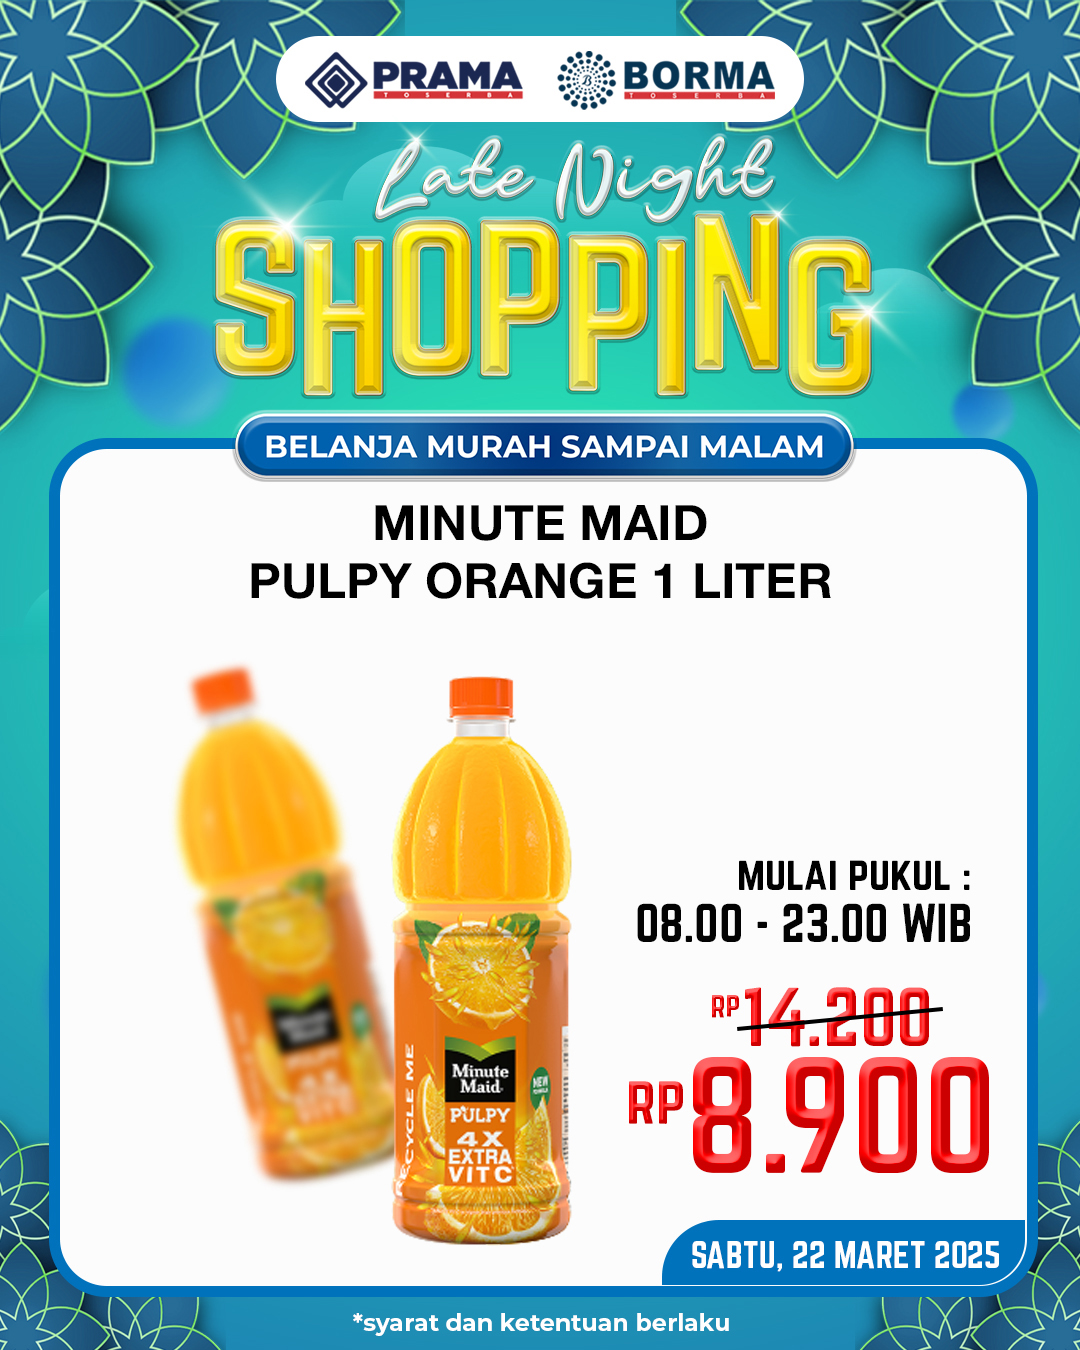 PRAMA
TOSERBA
BORMA
TOSERBA
Late Night
SHOPPING
BELANJA MURAH SAMPAI MALAM
MINUTE MAID
PULPY ORANGE 1 LITER
MULAI PUKUL :
08.00 - 23.00 WIB
RP14.200
RP8.900
RECYCLE ME
Minute
Maid
NEW
PULPY
4X
EXTRA
VIT C
SABTU, 22 MARET 2025
*syarat dan ketentuan berlaku